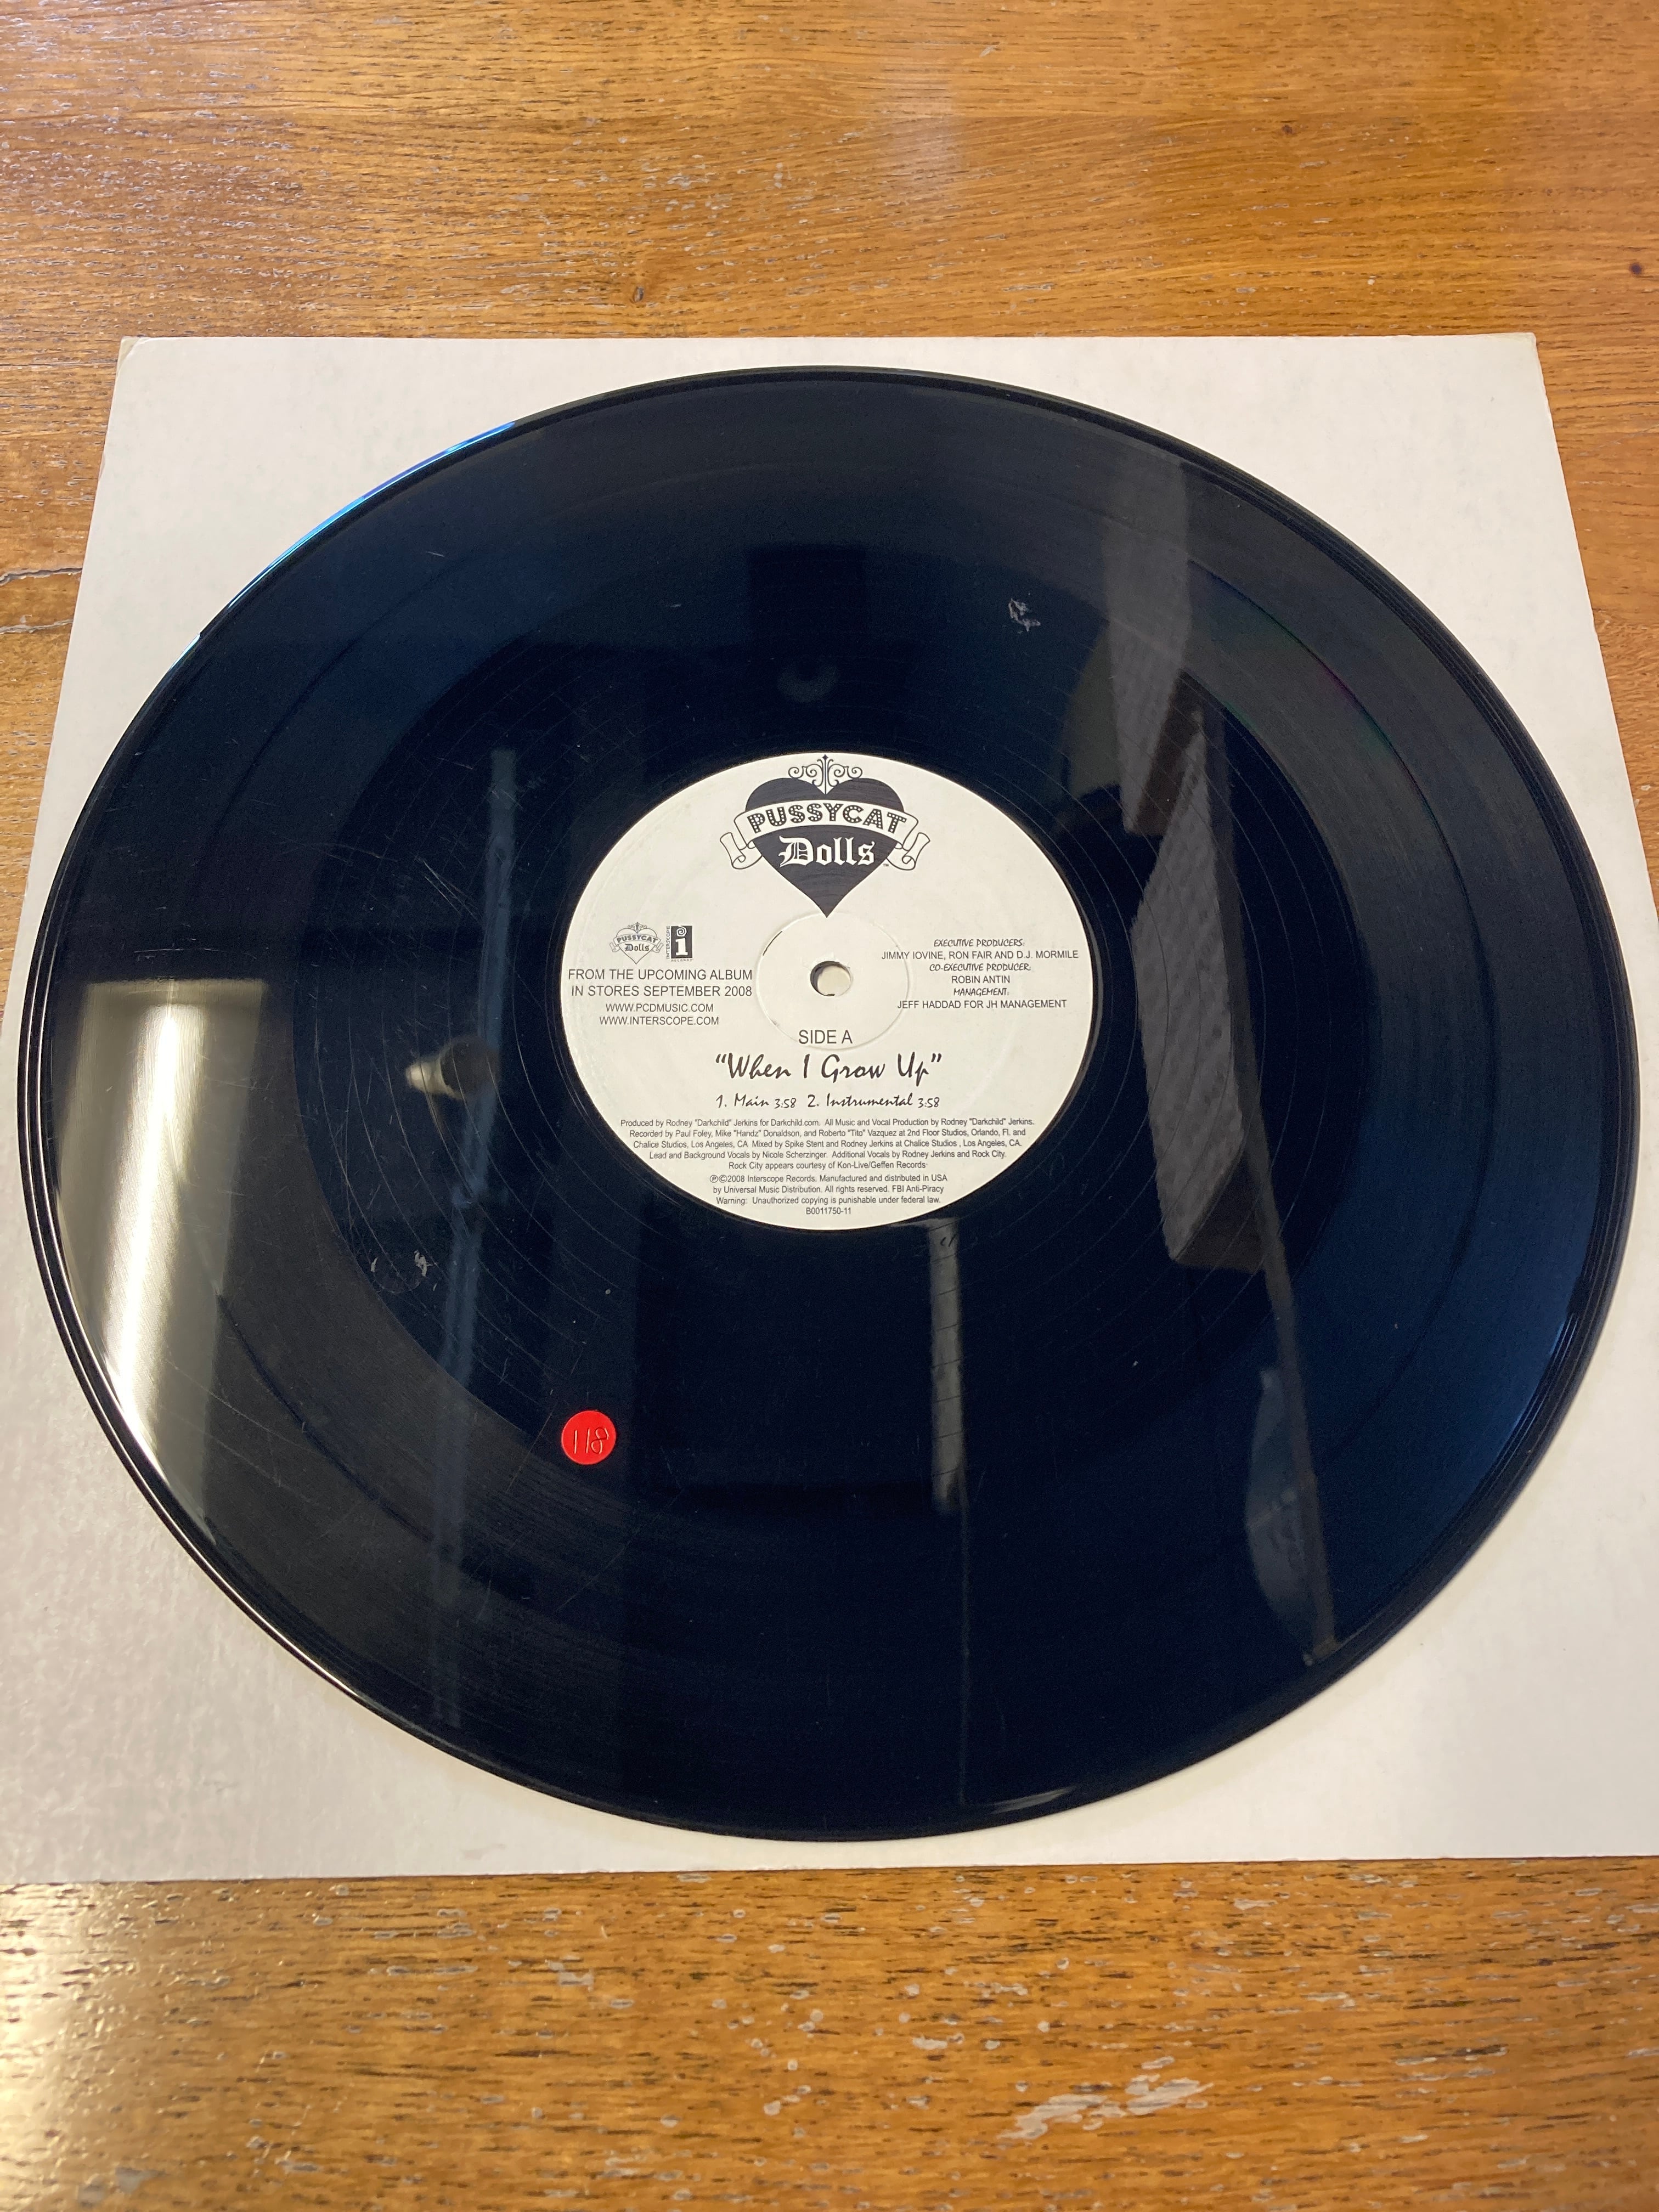 PUSSYCAT
Dolls
PUSSYCAT
Dolls
INTERSCOPE
RECORDS
FROM THE UPCOMING ALBUM
IN STORES SEPTEMBER 2008
WWW.PCDMUSIC.COM
WWW.INTERSCOPE.COM
EXECUTIVE PRODUCERS:
JIMMY IOVINE, RON FAIR AND D.J. MORMILE
CO-EXECUTIVE PRODUCER:
ROBIN ANTIN
MANAGEMENT:
JEFF HADDAD FOR JH MANAGEMENT
SIDE A
"When I Grow Up"
1. Main 3:58 2. Instrumental 3:58
Produced by Rodney "Darkchild" Jerkins for Darkchild.com. All Music and Vocal Production by Rodney "Darkchild" Jerkins.
Recorded by Paul Foley, Mike "Handz" Donaldson, and Roberto "Tito" Vazquez at 2nd Floor Studios, Orlando, Fl. and
Chalice Studios, Los Angeles, CA. Mixed by Spike Stent and Rodney Jerkins at Chalice Studios , Los Angeles, CA.
Lead and Background Vocals by Nicole Scherzinger. Additional Vocals by Rodney Jerkins and Rock City.
Rock City appears courtesy of Kon-Live/Geffen Records
℗©2008 Interscope Records. Manufactured and distributed in USA
by Universal Music Distribution. All rights reserved. FBI Anti-Piracy
Warning: Unauthorized copying is punishable under federal law.
B0011750-11
118